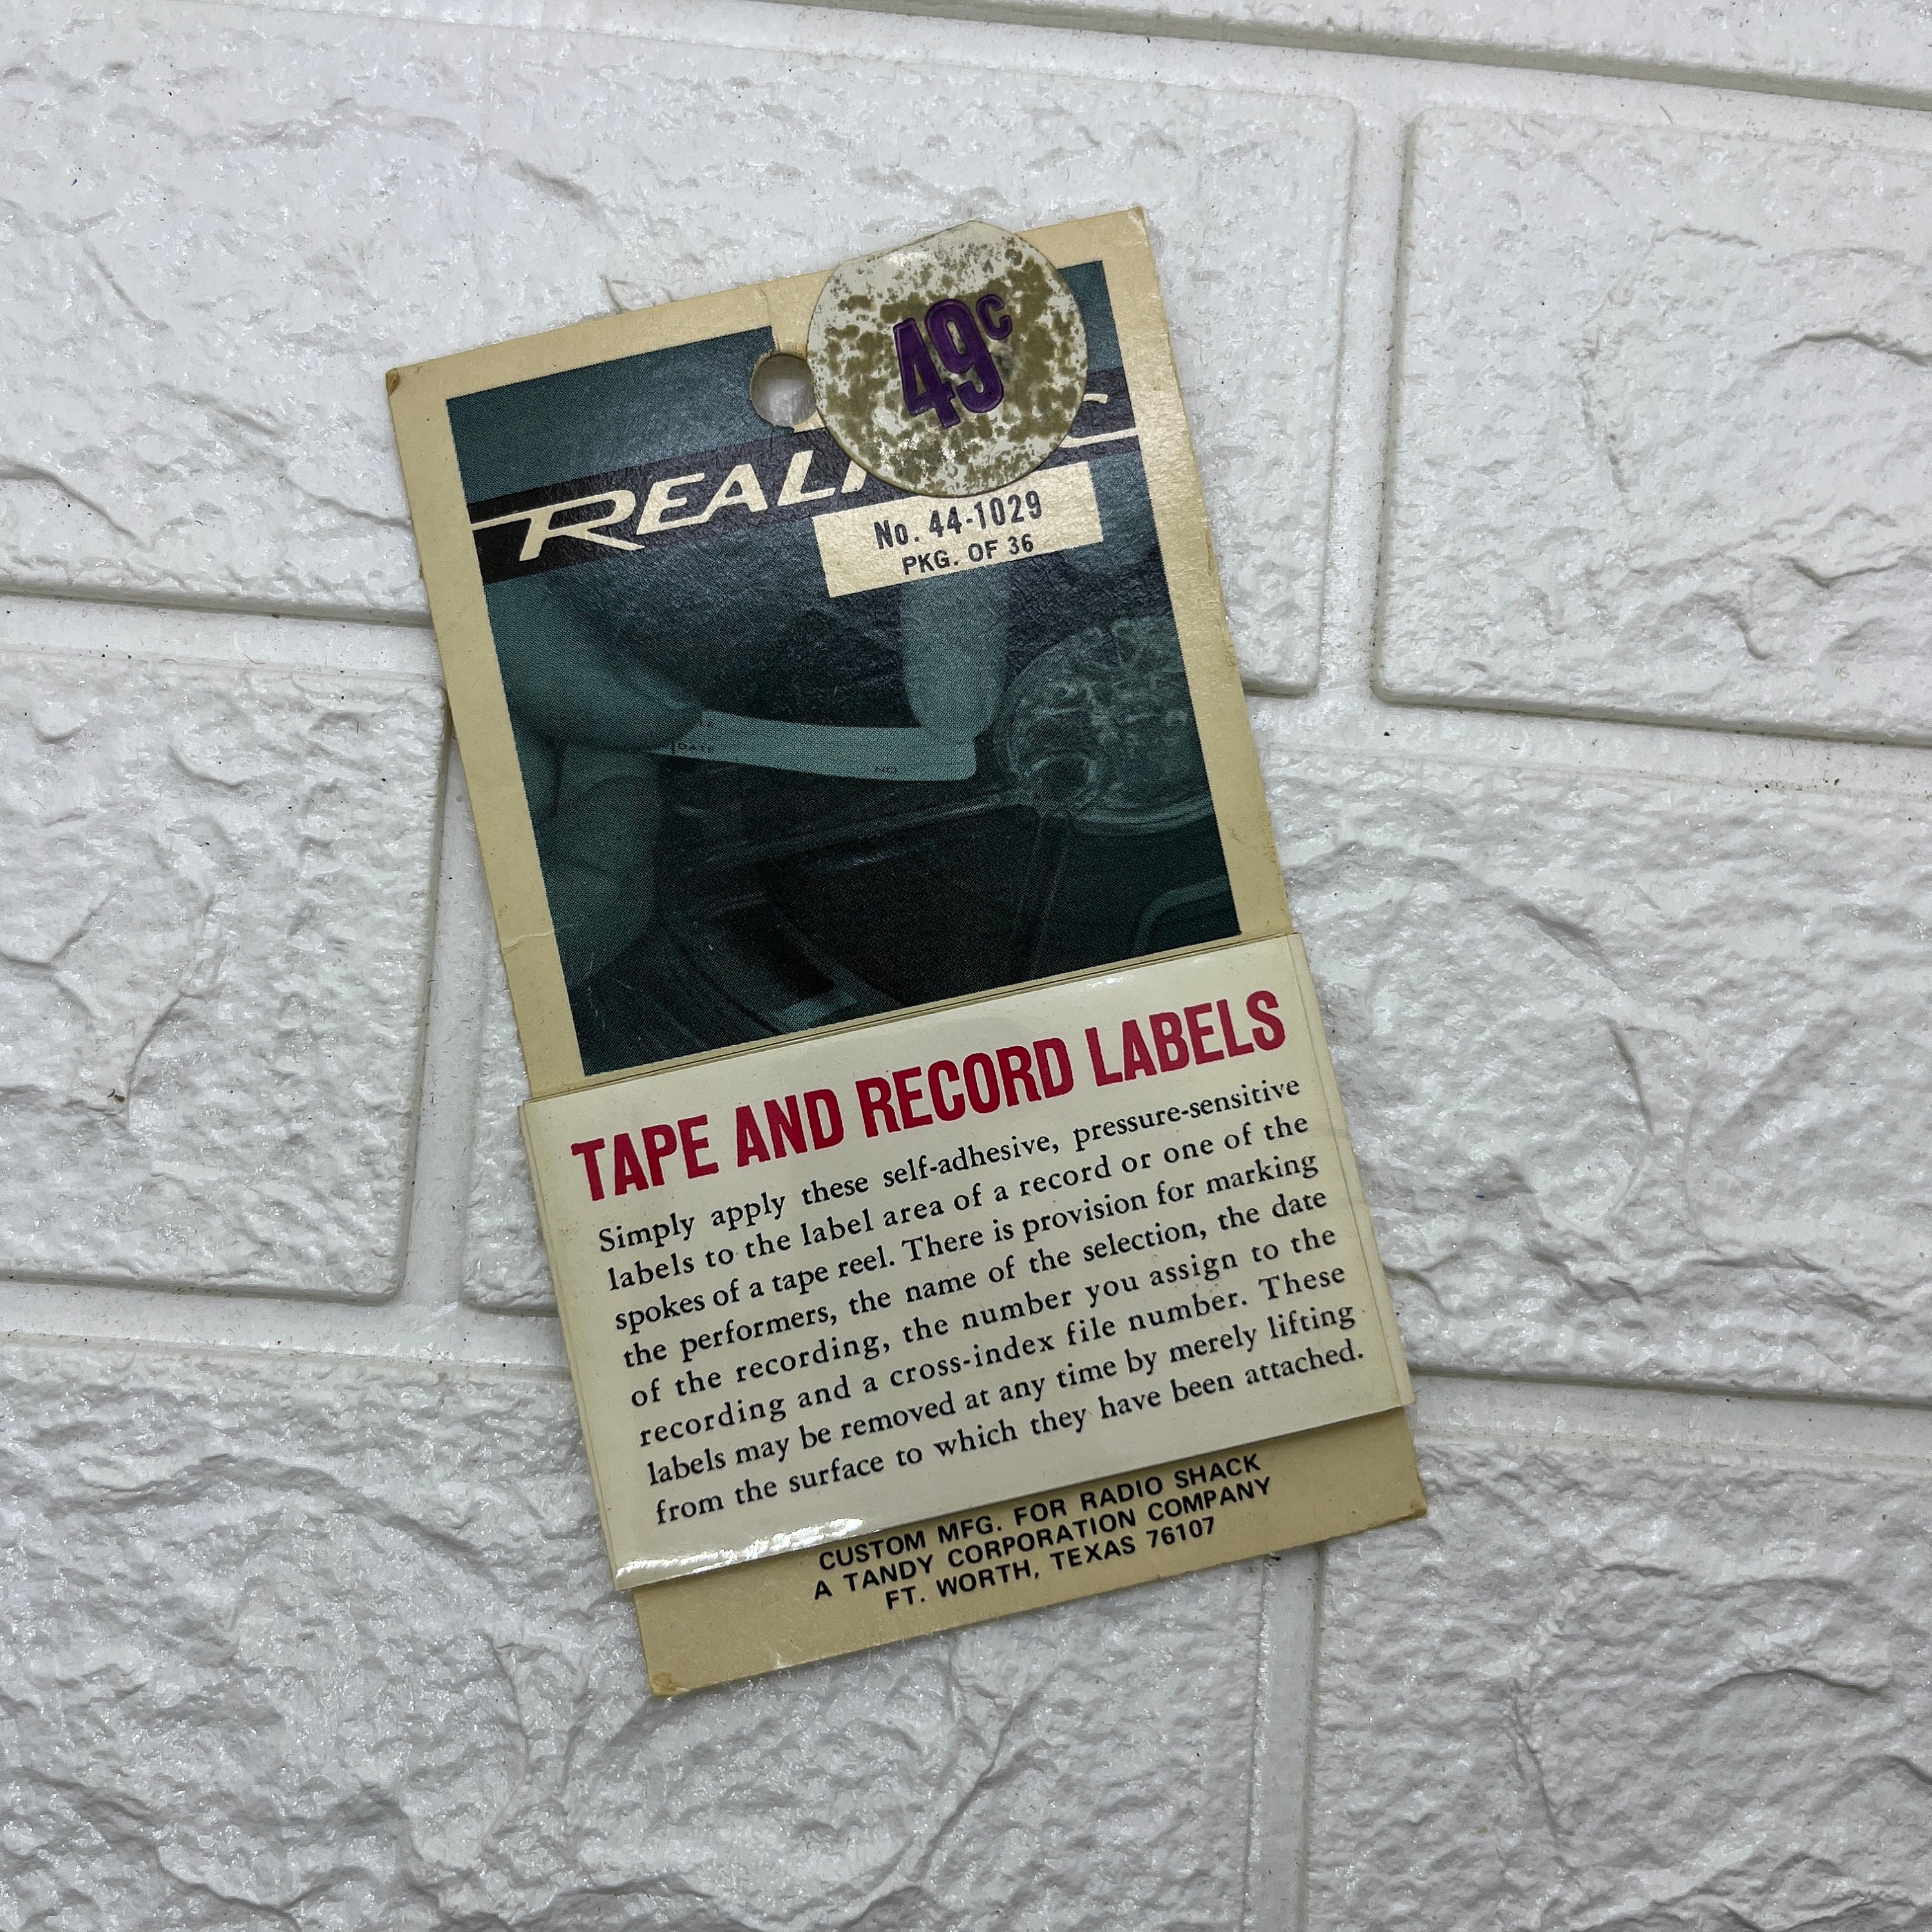 49¢
REALI C
No. 44-1029
PKG. OF 36
DATE
NO.
TAPE AND RECORD LABELS
Simply apply these self-adhesive, pressure-sensitive
labels to the label area of a record or one of the
spokes of a tape reel. There is provision for marking
the performers, the name of the selection, the date
of the recording, the number you assign to the
recording and a cross-index file number. These
labels may be removed at any time by merely lifting
from the surface to which they have been attached.
CUSTOM MFG. FOR RADIO SHACK
A TANDY CORPORATION COMPANY
FT. WORTH, TEXAS 76107